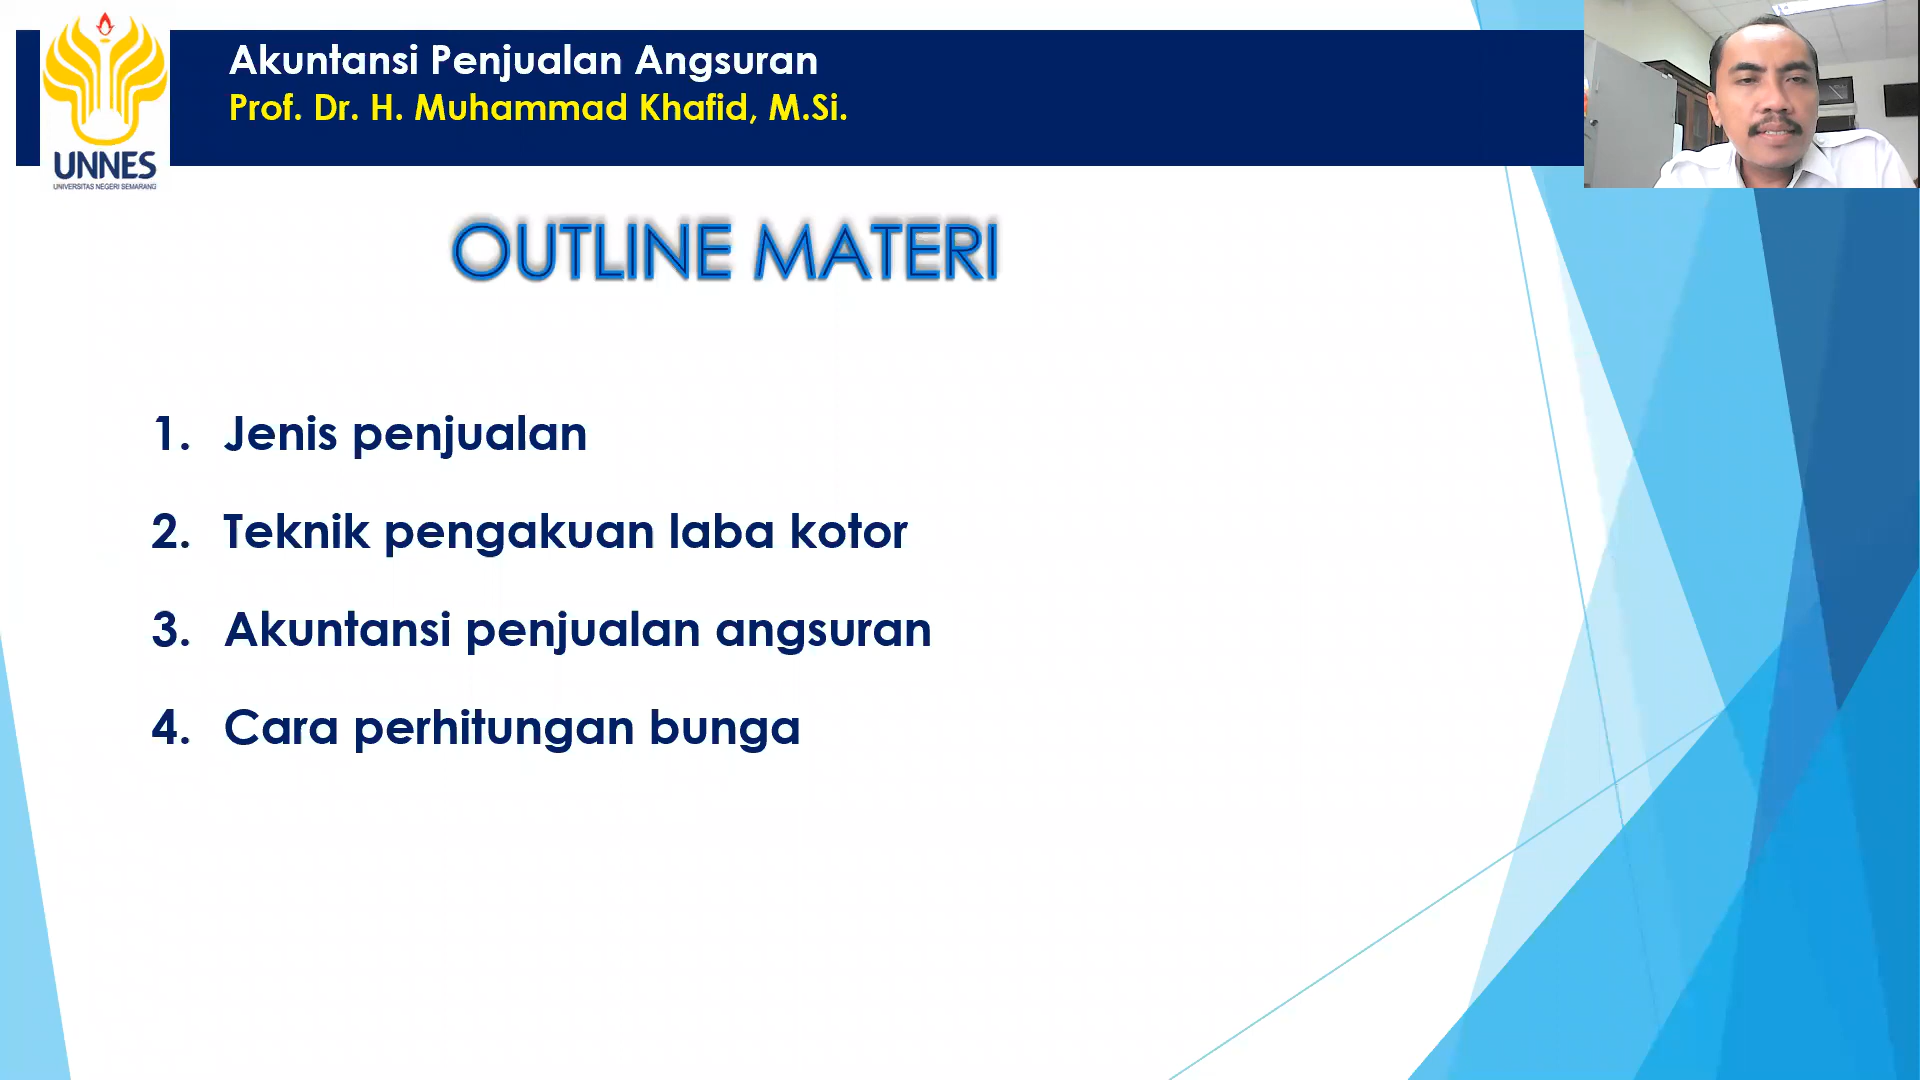 Akuntansi Penjualan Angsuran
Prof. Dr. H. Muhammad Khafid, M.Si.
UNNES
UNIVERSITAS NEGERI SEMARANG
OUTLINE MATERI
1. Jenis penjualan
2. Teknik pengakuan laba kotor
3. Akuntansi penjualan angsuran
4. Cara perhitungan bunga